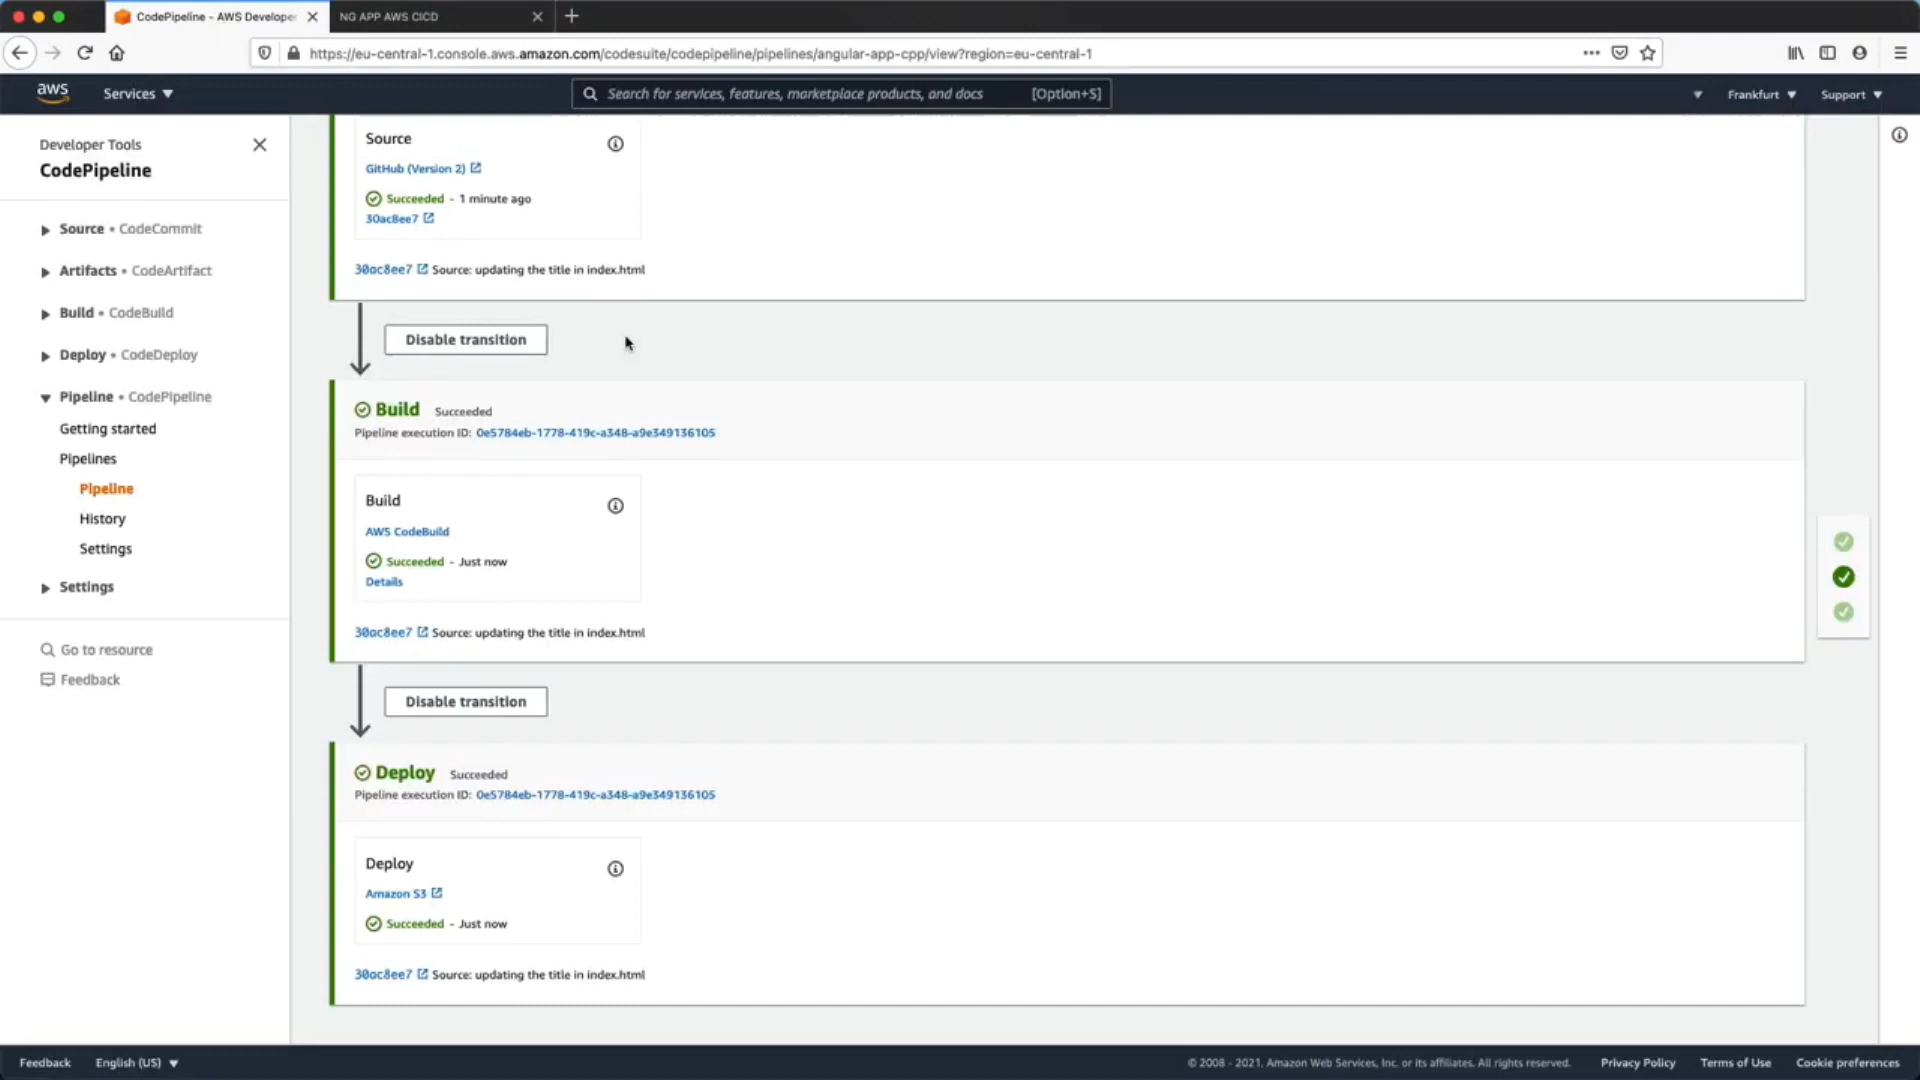 CodePipeline - AWS Developer
NG APP AWS CICD
https://eu-central-1.console.aws.amazon.com/codesuite/codepipeline/pipelines/angular-app-cpp/view?region=eu-central-1
aws
Services
Search for services, features, marketplace products, and docs
[Option+S]
Frankfurt
Support
Developer Tools
CodePipeline
Source • CodeCommit
Artifacts • CodeArtifact
Build • CodeBuild
Deploy • CodeDeploy
Pipeline • CodePipeline
Getting started
Pipelines
Pipeline
History
Settings
Settings
Go to resource
Feedback
Source
GitHub (Version 2)
Succeeded - 1 minute ago
30ac8ee7
30ac8ee7 Source: updating the title in index.html
Disable transition
Build Succeeded
Pipeline execution ID: 0e5784eb-1778-419c-a348-a9e349136105
Build
AWS CodeBuild
Succeeded - Just now
Details
30ac8ee7 Source: updating the title in index.html
Disable transition
Deploy Succeeded
Pipeline execution ID: 0e5784eb-1778-419c-a348-a9e349136105
Deploy
Amazon S3
Succeeded - Just now
30ac8ee7 Source: updating the title in index.html
Feedback
English (US)
© 2008 - 2021, Amazon Web Services, Inc. or its affiliates. All rights reserved.
Privacy Policy
Terms of Use
Cookie preferences